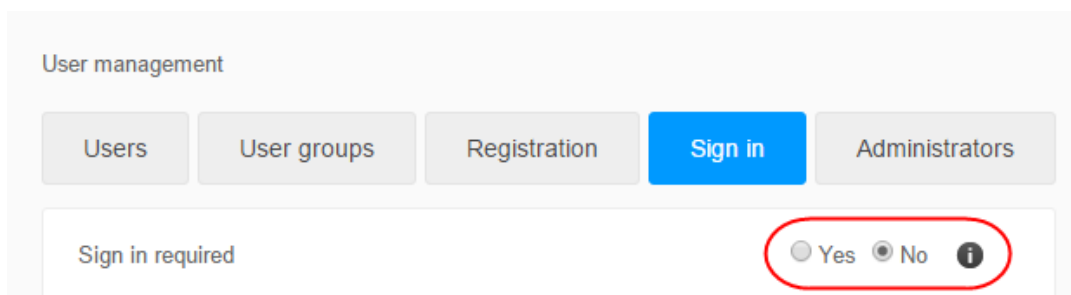 User management
Users User groups Registration Sign in Administrators
Sign in required Yes No i